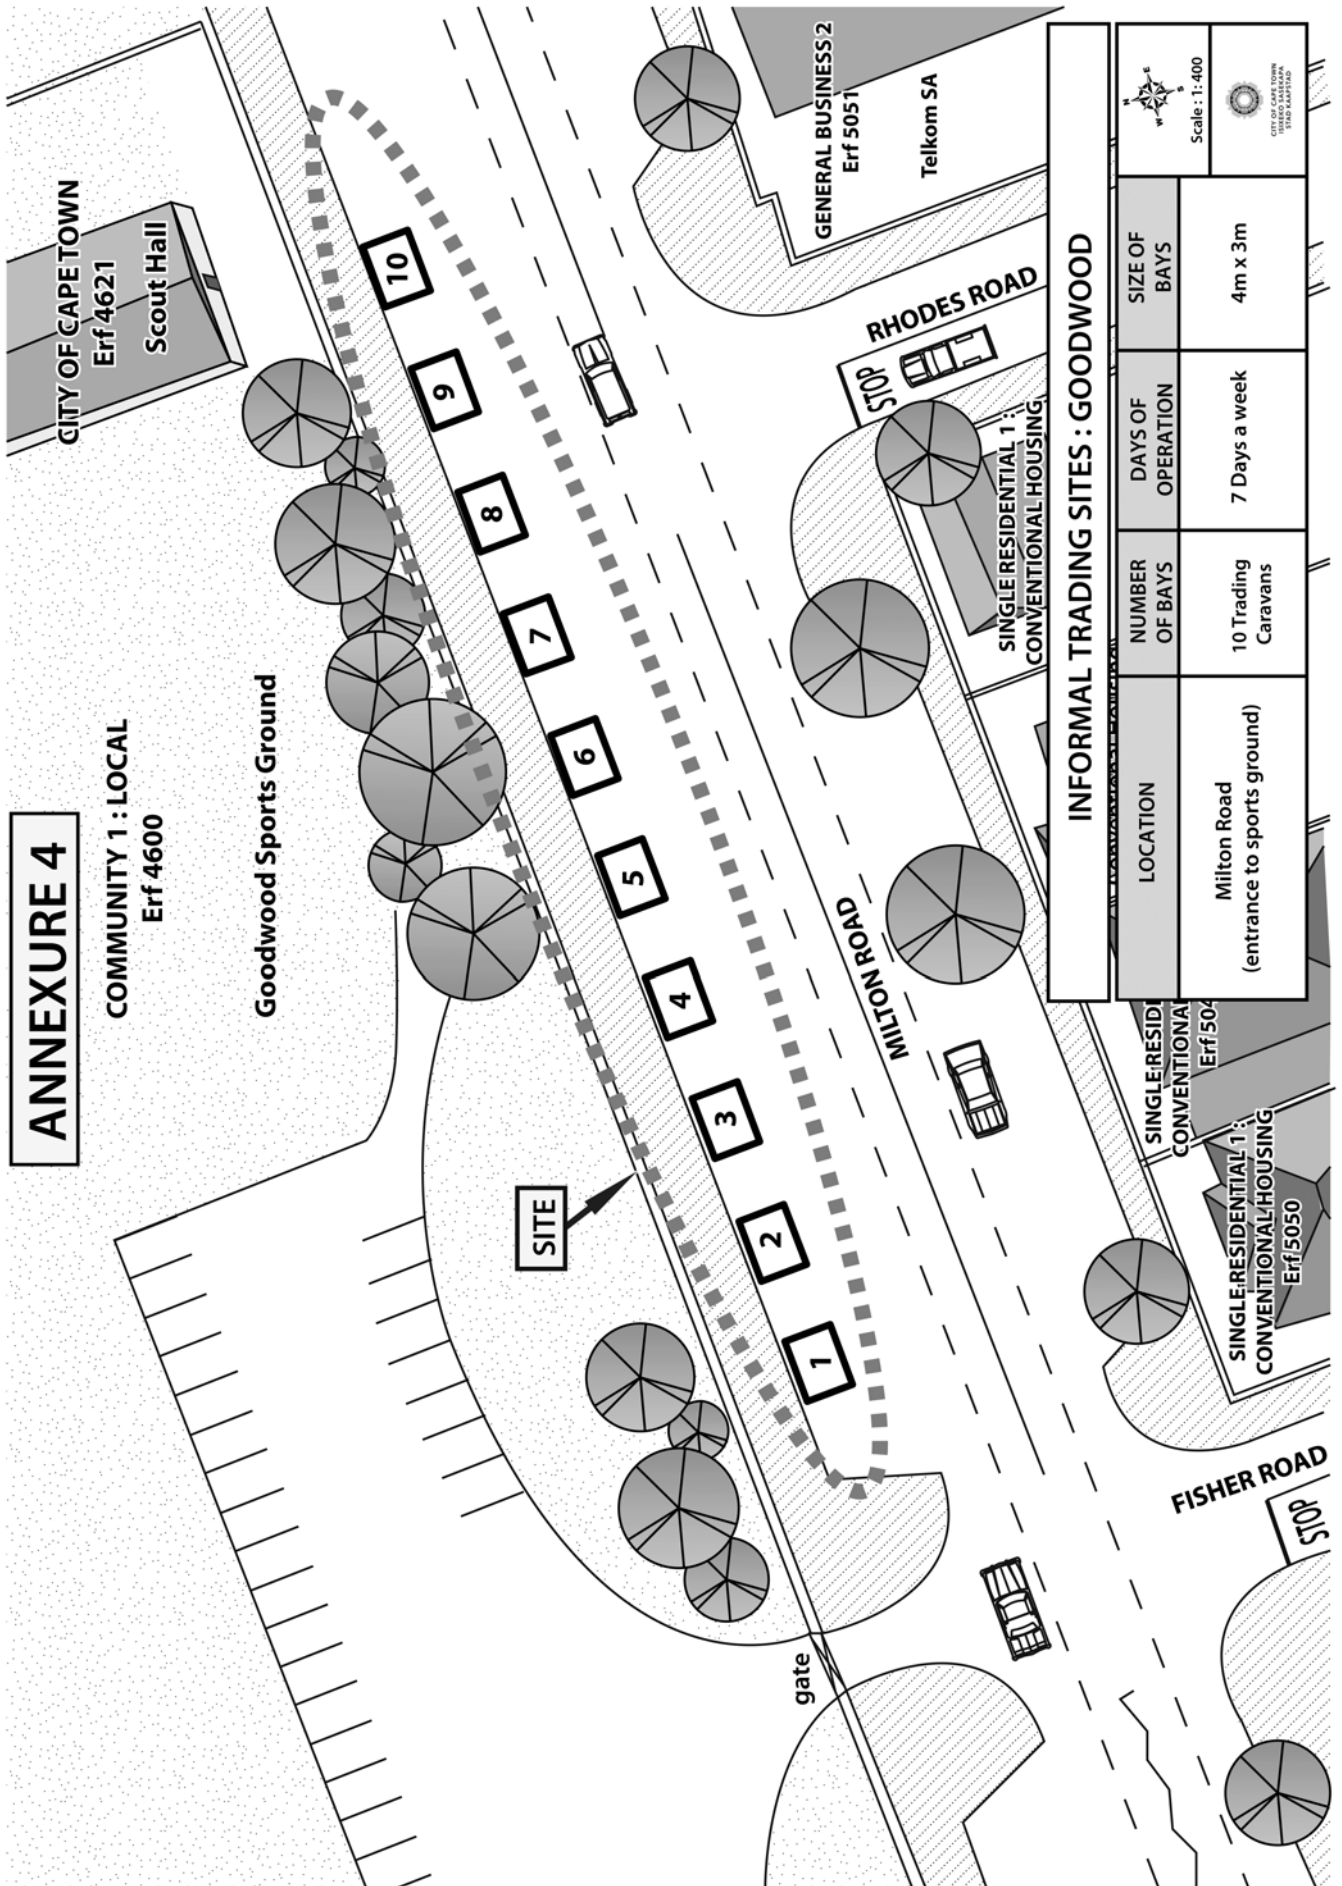 ANNEXURE 4
COMMUNITY 1 : LOCAL
Erf 4600
Goodwood Sports Ground
CITY OF CAPE TOWN
Erf 4621
Scout Hall
SITE
gate
1
2
3
4
5
6
7
8
9
10
MILTON ROAD
RHODES ROAD
STOP
FISHER ROAD
STOP
GENERAL BUSINESS 2
Erf 5051
Telkom SA
SINGLE RESIDENTIAL 1 :
CONVENTIONAL HOUSING
SINGLE RESID
CONVENTIONA
Erf 504
SINGLE RESIDENTIAL 1 :
CONVENTIONAL HOUSING
Erf 5050
INFORMAL TRADING SITES : GOODWOOD
LOCATION
NUMBER
OF BAYS
DAYS OF
OPERATION
SIZE OF
BAYS
Milton Road
(entrance to sports ground)
10 Trading
Caravans
7 Days a week
4m x 3m
N
E
S
W
Scale : 1: 400
CITY OF CAPE TOWN
ISIXEKO SASEKAPA
STAD KAAPSTAD